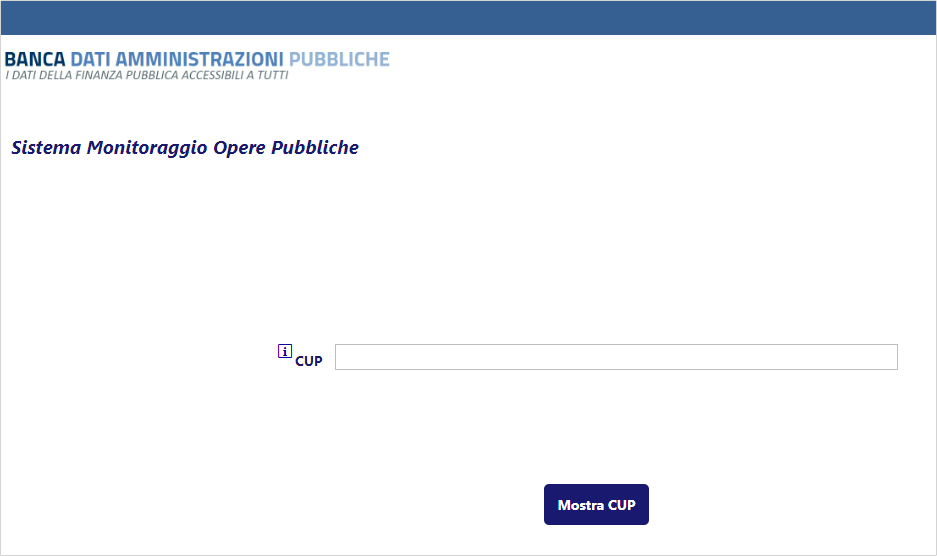 BANCA DATI AMMINISTRAZIONI PUBBLICHE
I DATI DELLA FINANZA PUBBLICA ACCESSIBILI A TUTTI
Sistema Monitoraggio Opere Pubbliche
i CUP
Mostra CUP